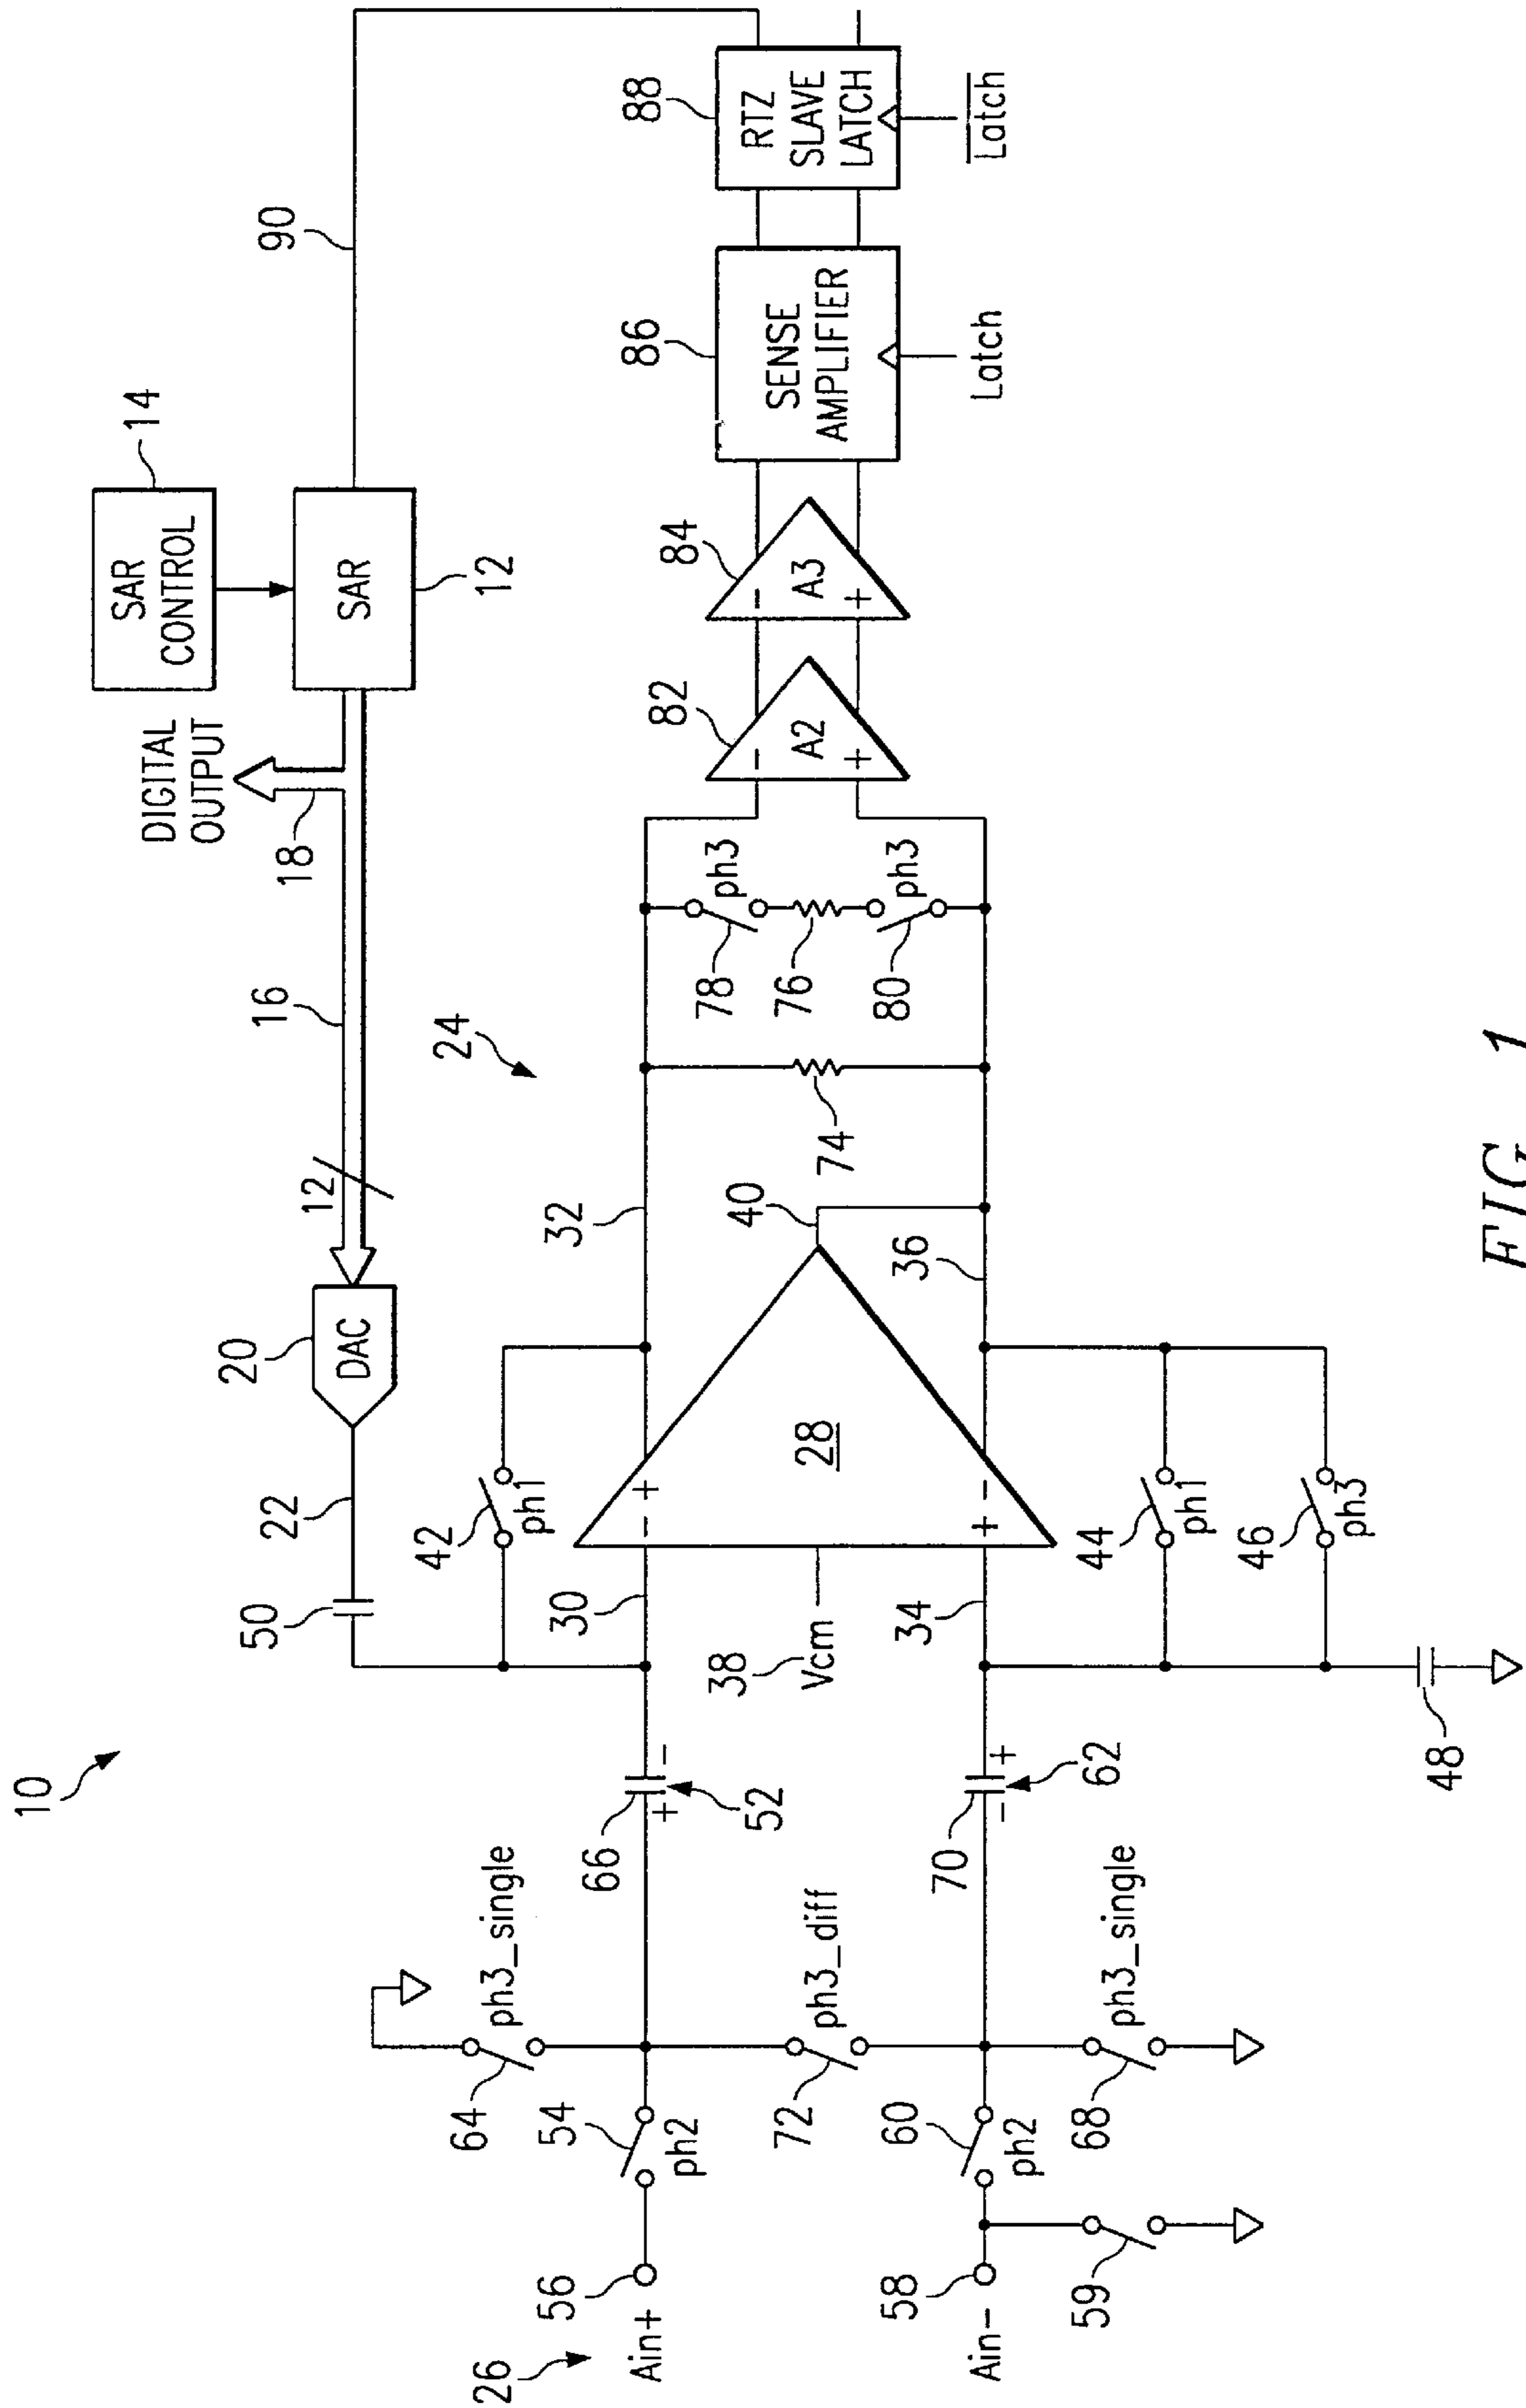 10
SAR
CONTROL
14
DIGITAL
OUTPUT
18
SAR
12
90
16
12
DAC
20
22
50
24
RTZ
SLAVE
LATCH
88
Latch
SENSE
AMPLIFIER
86
Latch
A3
84
-
+
A2
82
-
+
ph3
78
76
ph3
80
74
32
40
36
42
ph1
28
- +
+ -
30
38
Vcm
34
44
ph1
46
ph3
48
66
+ -
52
70
- +
62
ph3_single
64
54
ph2
ph3_diff
72
60
ph2
ph3_single
68
56
Ain+
26
58
Ain-
59
FIG. 1